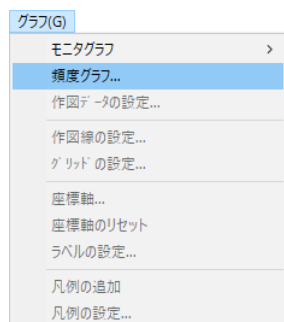 グラフ(G)
モニタグラフ >
頻度グラフ...
作図ﾃﾞｰﾀの設定...
作図線の設定...
ｸﾞﾘｯﾄﾞの設定...
座標軸...
座標軸のリセット
ラベルの設定...
凡例の追加
凡例の設定...